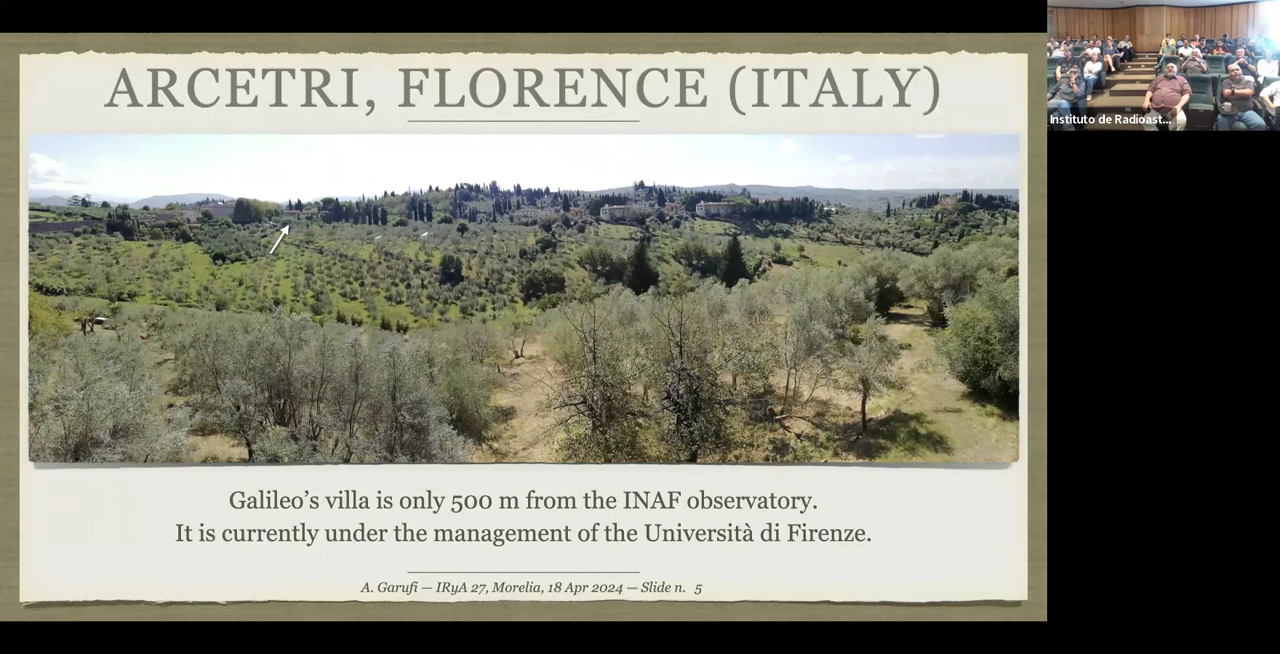 ARCETRI, FLORENCE (ITALY)
Instituto de Radioast...
Galileo’s villa is only 500 m from the INAF observatory.
It is currently under the management of the Università di Firenze.
A. Garufi — IRyA 27, Morelia, 18 Apr 2024 — Slide n. 5